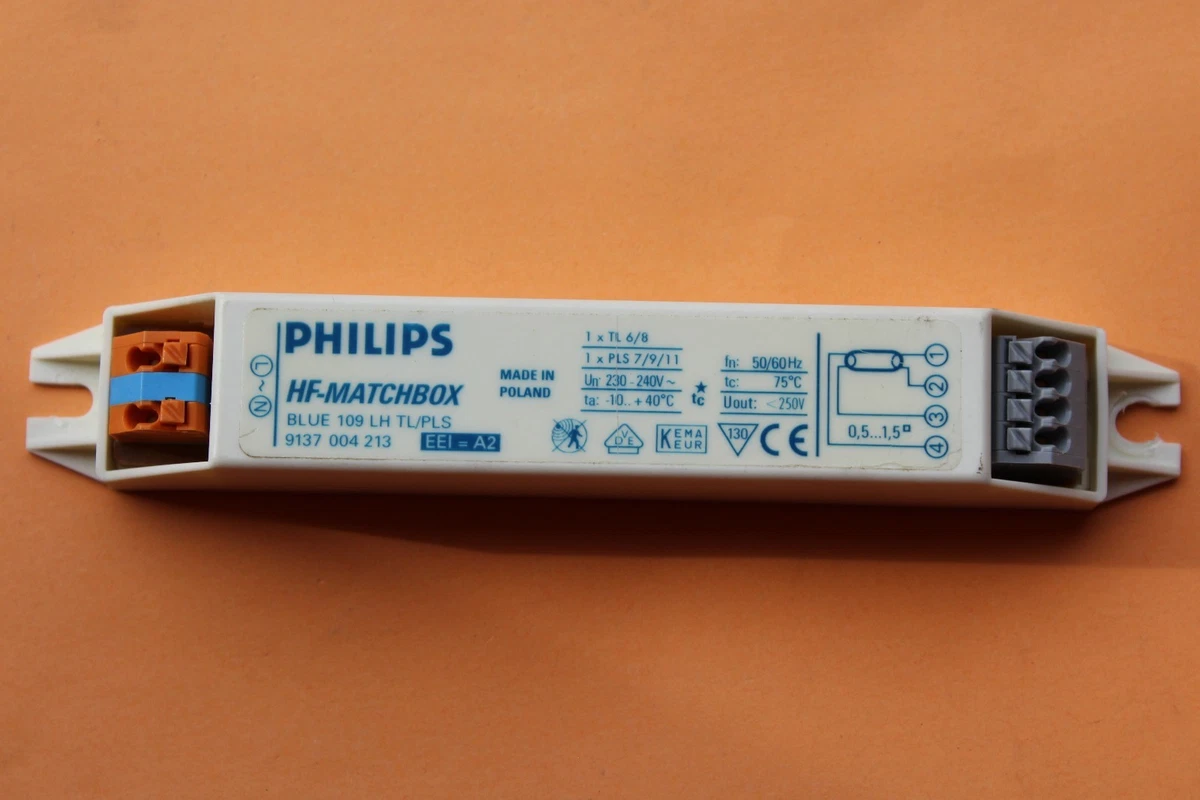 L
~
N
PHILIPS
HF-MATCHBOX
BLUE 109 LH TL/PLS
9137 004 213 EEI = A2
MADE IN
POLAND
1 x TL 6/8
1 x PLS 7/9/11
Un: 230 - 240V ~
ta: -10.. + 40°C
tc
fn: 50/60Hz
tc: 75°C
Uout: <250V
VDE
KEMA
KEUR
130
CE
1
2
3
4
0,5...1,5